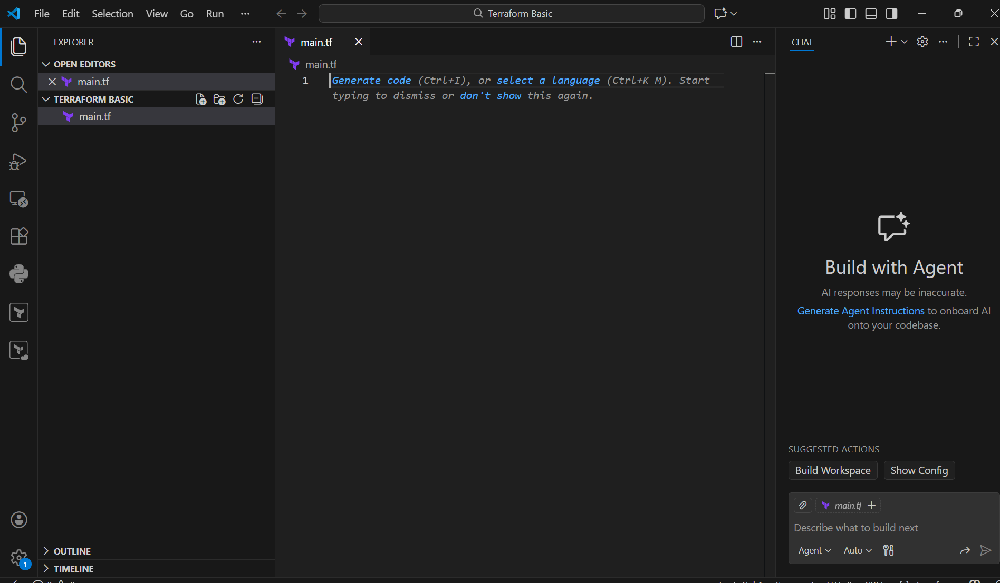 File Edit Selection View Go Run ···
Terraform Basic
EXPLORER
OPEN EDITORS
main.tf
TERRAFORM BASIC
main.tf
OUTLINE
TIMELINE
1
main.tf
main.tf
1 Generate code (Ctrl+I), or select a language (Ctrl+K M). Start
typing to dismiss or don't show this again.
CHAT
Build with Agent
AI responses may be inaccurate.
Generate Agent Instructions to onboard AI
onto your codebase.
SUGGESTED ACTIONS
Build Workspace Show Config
main.tf
Describe what to build next
Agent Auto